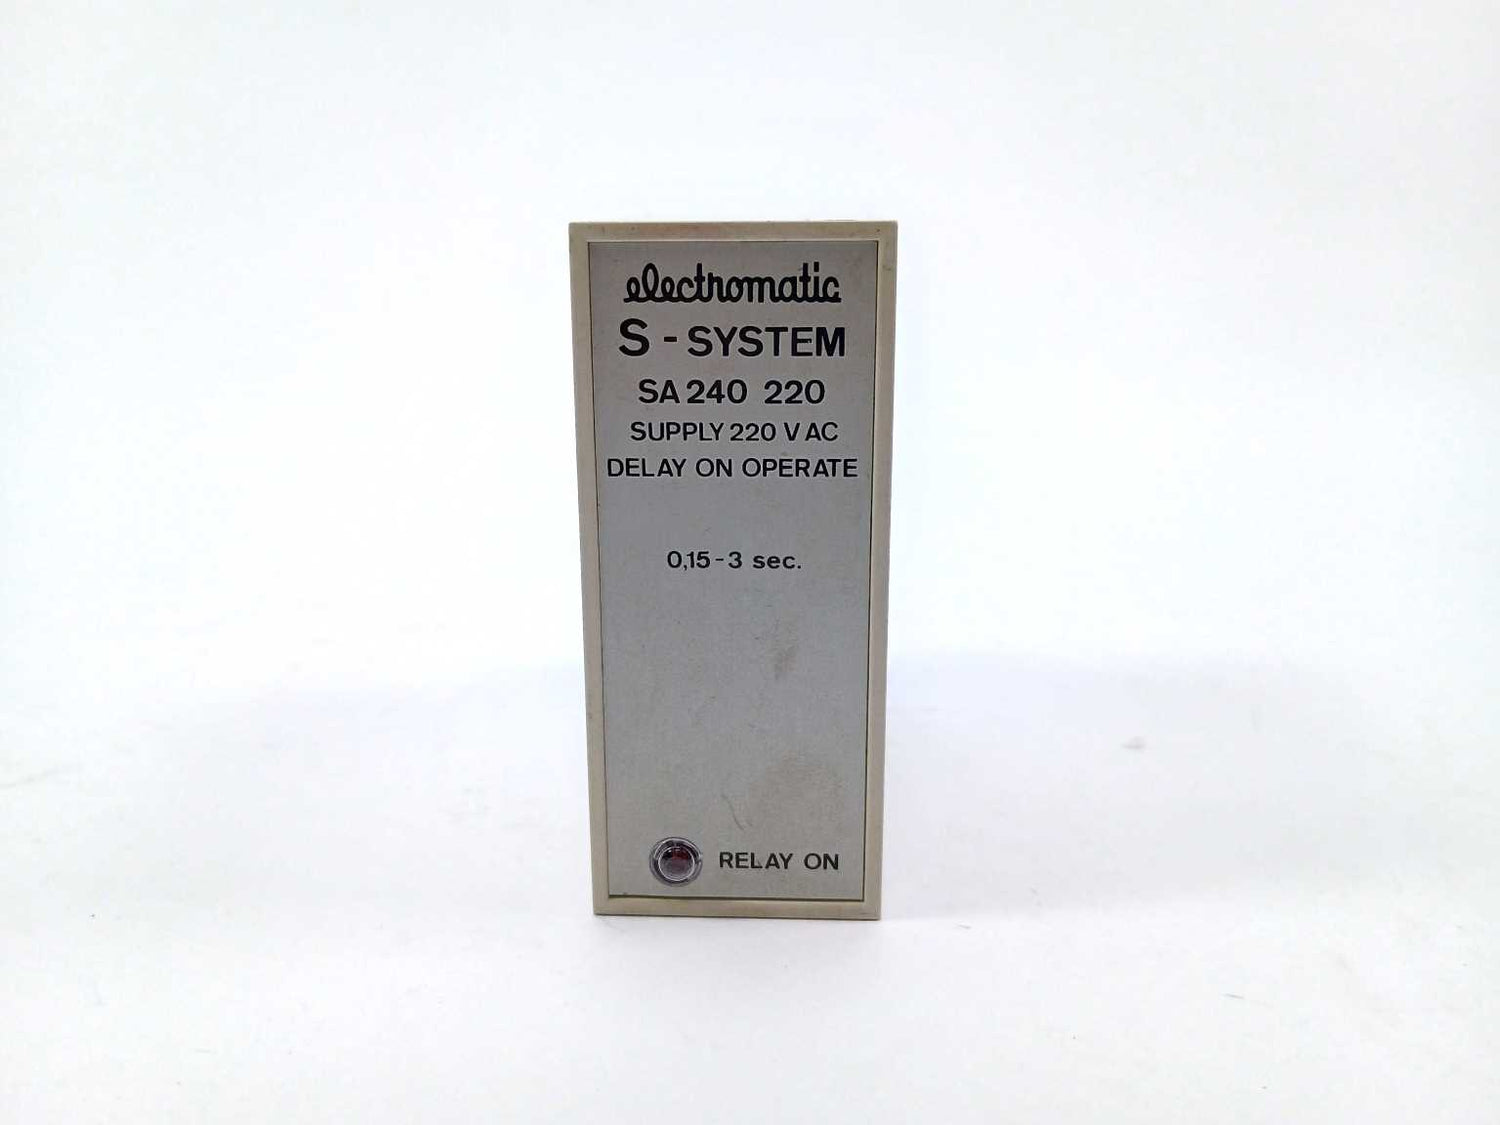 electromatic
S - SYSTEM
SA 240 220
SUPPLY 220 V AC
DELAY ON OPERATE
0,15 - 3 sec.
RELAY ON